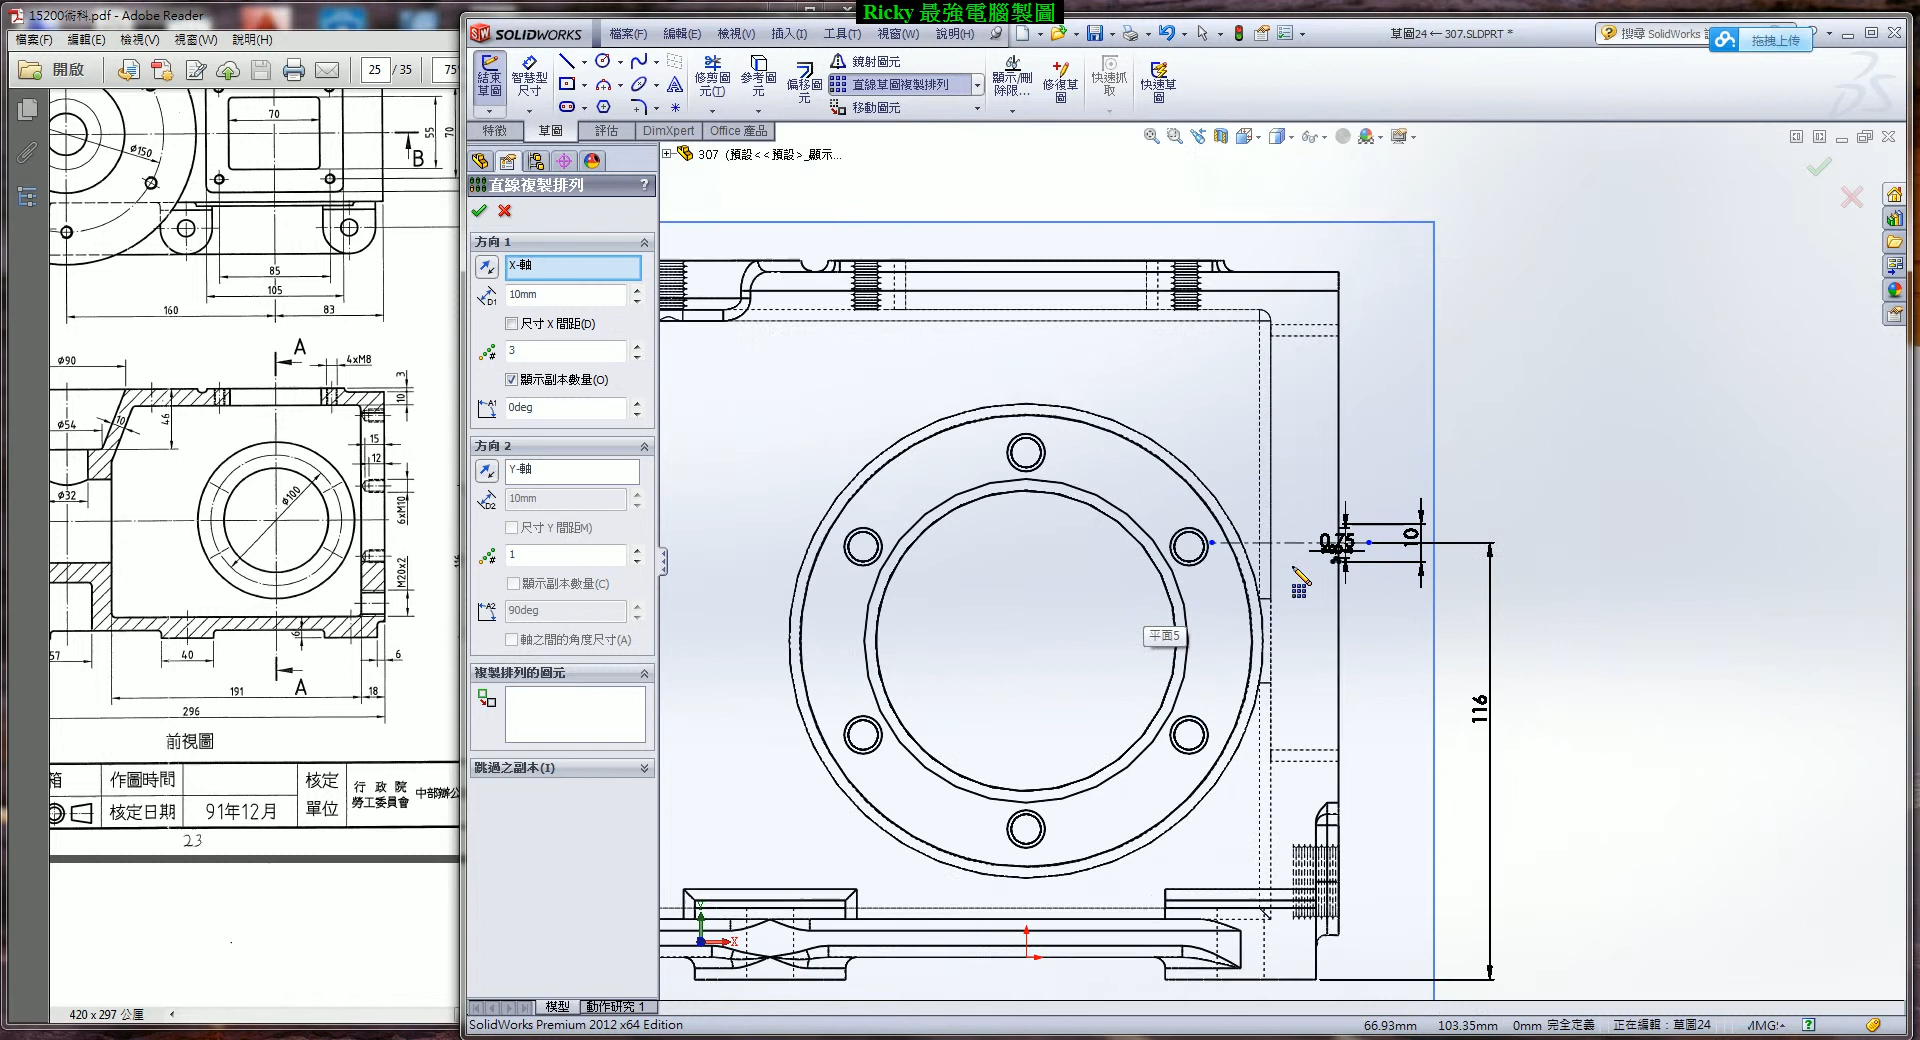 Ricky 最強電腦製圖
15200術科.pdf - Adobe Reader
檔案(F) 編輯(E) 檢視(V) 視窗(W) 說明(H)
開啟
25 / 35
75%
70
55
70
ϕ150
B
85
105
160
83
A
ϕ90
4xM8
3
10
10
46
ϕ54
15
12
ϕ100
ϕ32
6xM10
M20x2
6
57
40
6
A
191
18
296
前視圖
箱 作圖時間 核定單位 行政院勞工委員會 中部辦公
核定日期 91年12月
23
420 x 297 公厘
SOLIDWORKS
檔案(F) 編輯(E) 檢視(V) 插入(I) 工具(T) 視窗(W) 說明(H)
草圖24 ← 307.SLDPRT *
搜尋 SolidWorks
拖拽上传
結束草圖
智慧型尺寸
修剪圖元(T)
參考圖元
偏移圖元
鏡射圖元
直線草圖複製排列
移動圖元
顯示/刪除限...
修復草圖
快速抓取
快速草圖
特徵 草圖 評估 DimXpert Office 產品
307 (預設<<預設>_顯示...
直線複製排列
?
方向 1
X-軸
10mm
尺寸 X 間距(D)
3
顯示副本數量(O)
0deg
方向 2
Y-軸
10mm
尺寸 Y 間距(M)
1
顯示副本數量(C)
90deg
軸之間的角度尺寸(A)
複製排列的圖元
跳過之副本(I)
0.75
10
116
平面5
Y
X
模型 動作研究 1
SolidWorks Premium 2012 x64 Edition
66.93mm 103.35mm 0mm 完全定義 正在編輯：草圖24